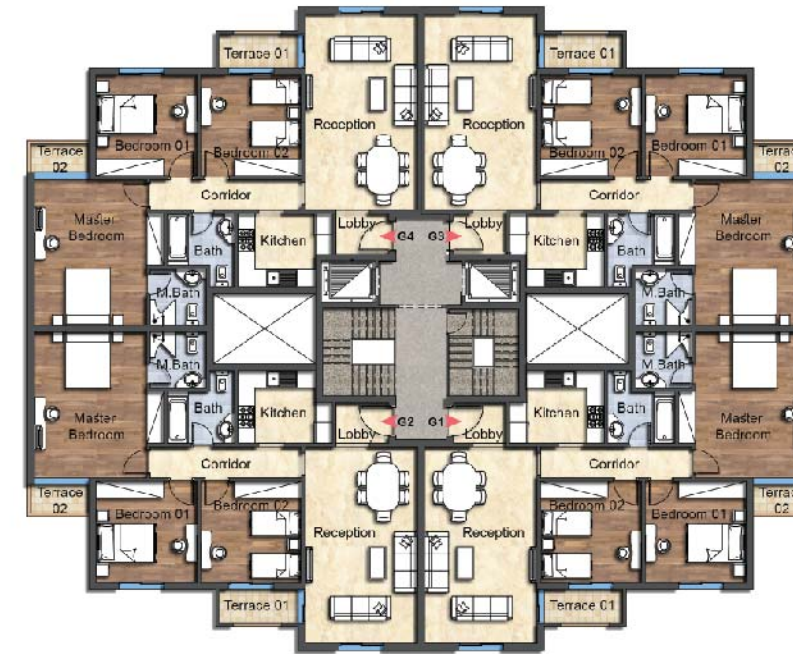 Terrace 01
Terrace 01
Bedroom 01
Bedroom 02
Reception
Reception
Bedroom 02
Bedroom 01
Terrace
02
Terrace
02
Corridor
Corridor
Master
Bedroom
Bath
Kitchen
Lobby
G4
G3
Lobby
Kitchen
Bath
Master
Bedroom
M.Bath
M.Bath
M.Bath
M.Bath
Master
Bedroom
Bath
Kitchen
Lobby
G2
G1
Lobby
Kitchen
Bath
Master
Bedroom
Corridor
Corridor
Terrace
02
Terrace
02
Bedroom 01
Bedroom 02
Reception
Reception
Bedroom 02
Bedroom 01
Terrace 01
Terrace 01